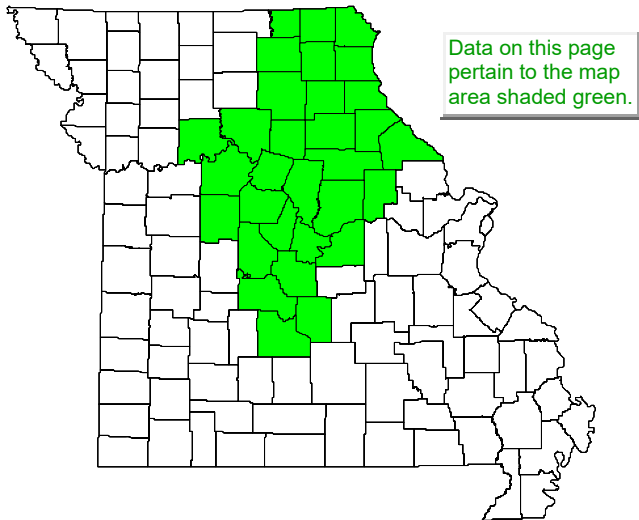 Data on this page
pertain to the map
area shaded green.